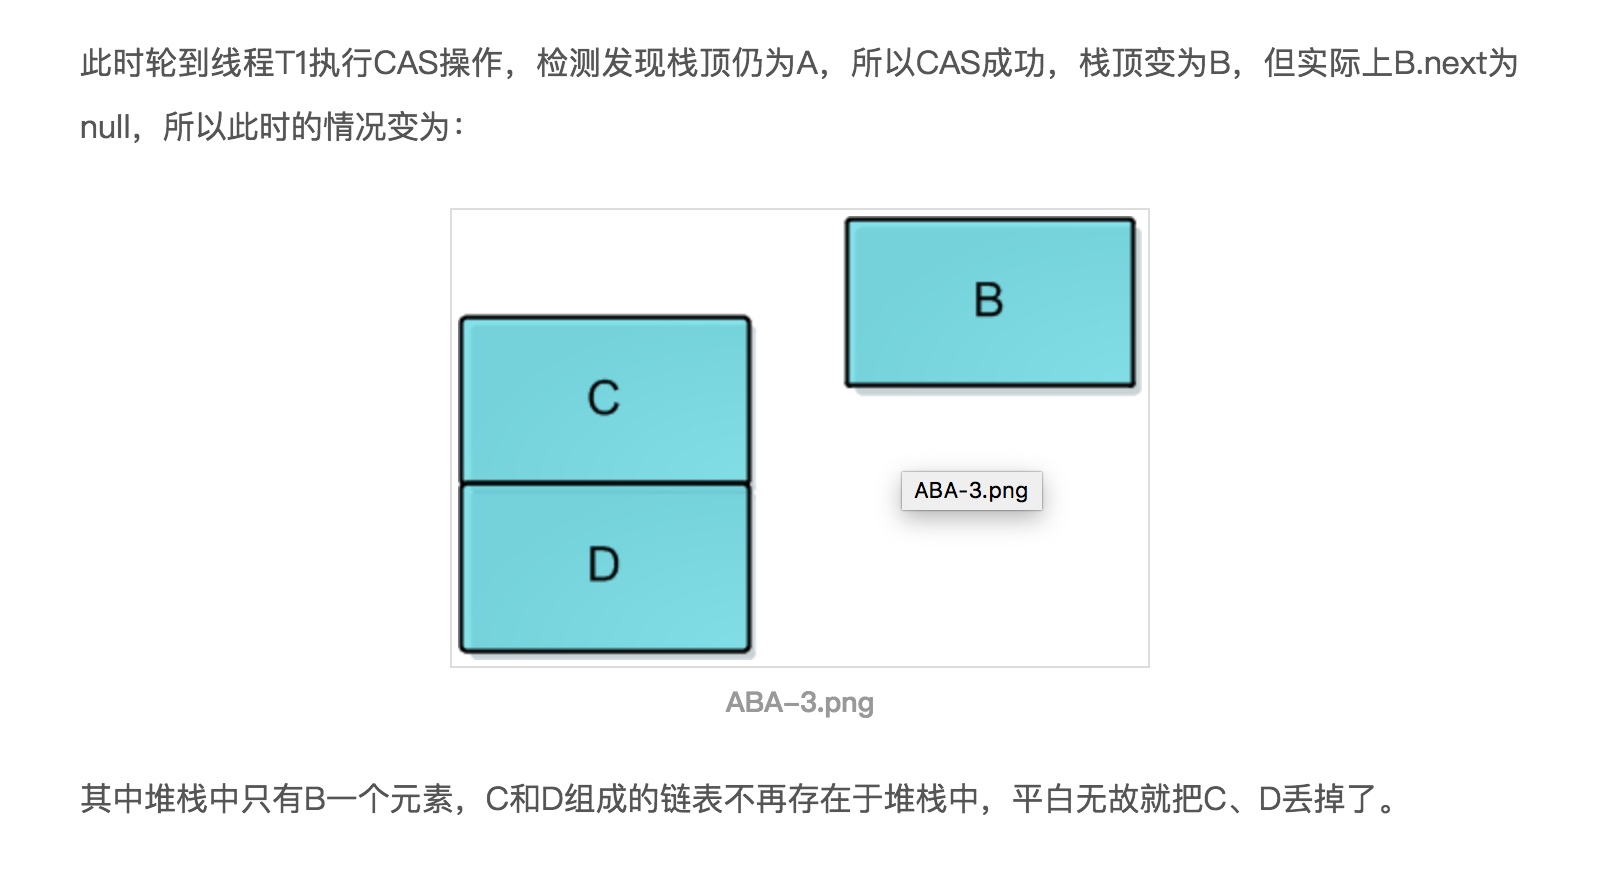 此时轮到线程T1执行CAS操作，检测发现栈顶仍为A，所以CAS成功，栈顶变为B，但实际上B.next为
null，所以此时的情况变为：
B
C
ABA-3.png
D
ABA-3.png
其中堆栈中只有B一个元素，C和D组成的链表不再存在于堆栈中，平白无故就把C、D丢掉了。